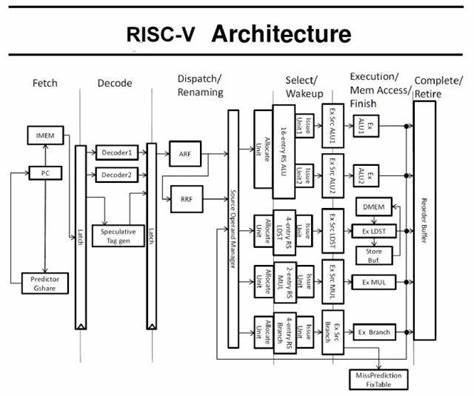 RISC-V Architecture
Fetch
Decode
Dispatch/
Renaming
Select/
Wakeup
Execution/
Mem Access/
Finish
Complete/
Retire
IMEM
PC
Predictor
Gshare
Latch
Decoder1
Decoder2
Speculative
Tag gen
Latch
ARF
RRF
Source Operand Manager
Allocate
Unit
16-entry RS
ALU
Issue
Unit1
Issue
Unit2
Ex Src ALU1
Ex Src ALU2
Ex
ALU1
Ex
ALU2
Allocate
Unit
4-entry RS
LDST
Issue
Unit
Ex Src LDST
DMEM
Ex LDST
Store
Buf
Allocate
Unit
2-entry RS
MUL
Issue
Unit
Ex Src
MUL
Ex MUL
Allocate
Unit
4-entry RS
Branch
Issue
Unit
Ex Src
Branch
Ex Branch
Reorder Buffer
MissPrediction
FixTable